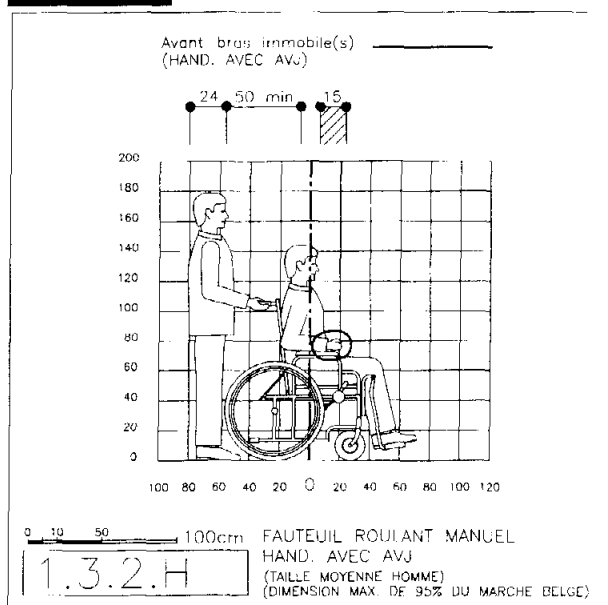 Avant bras immobile(s)
(HAND. AVEC AVJ)
24 50 min 15
200
180
160
140
120
100
80
60
40
20
0
100 80 60 40 20 0 20 40 60 80 100 120
0 10 50 100cm
FAUTEUIL ROULANT MANUEL
HAND. AVEC AVJ
(TAILLE MOYENNE HOMME)
(DIMENSION MAX. DE 95% DU MARCHE BELGE)
1.3.2.H